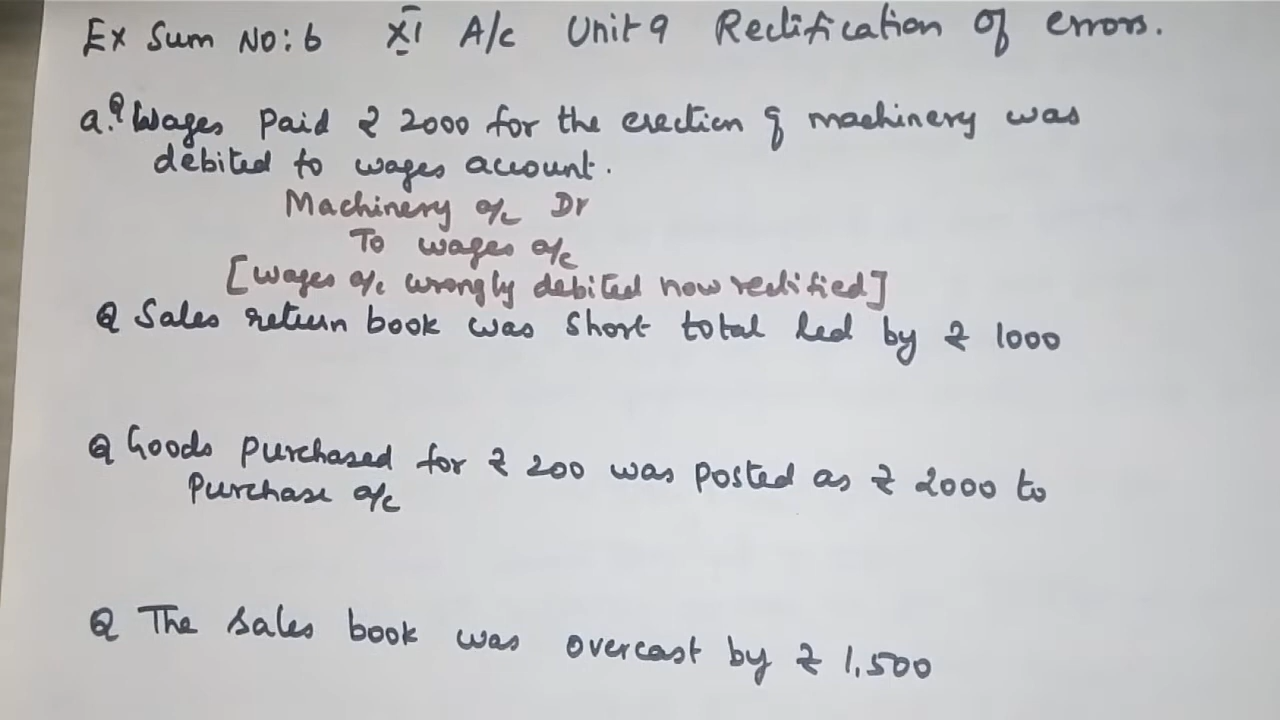 Ex Sum No: 6 XI A/c Unit 9 Rectification of errors.
a. Q Wages Paid ₹ 2000 for the erection of machinery was
debited to wages account.
Machinery a/c Dr
To wages a/c
[wages a/c wrongly debited now rectified]
Q Sales return book was Short total led by ₹ 1000
Q Goods purchased for ₹ 200 was posted as ₹ 2000 to
Purchase a/c
Q The sales book was overcast by ₹ 1,500